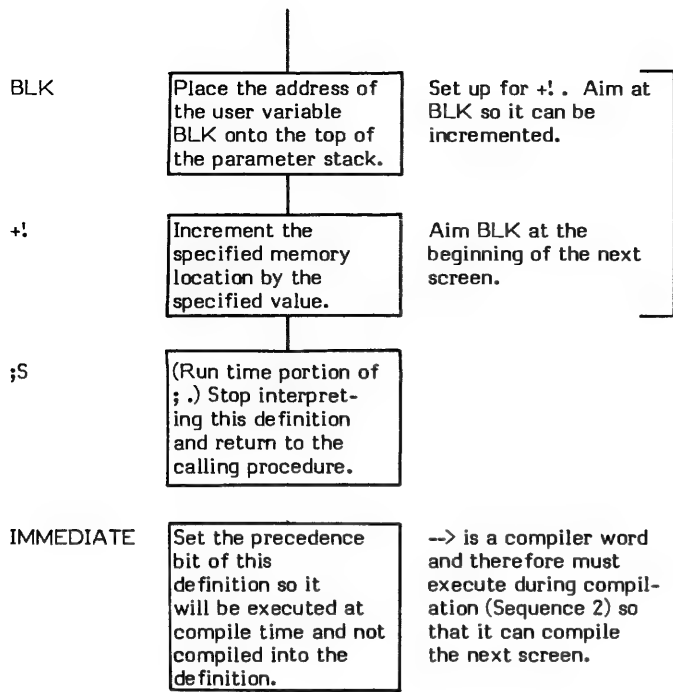 BLK
Place the address of
the user variable
BLK onto the top of
the parameter stack.
Set up for +! . Aim at
BLK so it can be
incremented.
+!
Increment the
specified memory
location by the
specified value.
Aim BLK at the
beginning of the next
screen.
;S
(Run time portion of
; .) Stop interpret-
ing this definition
and return to the
calling procedure.
IMMEDIATE
Set the precedence
bit of this
definition so it
will be executed at
compile time and not
compiled into the
definition.
--> is a compiler word
and therefore must
execute during compil-
ation (Sequence 2) so
that it can compile
the next screen.